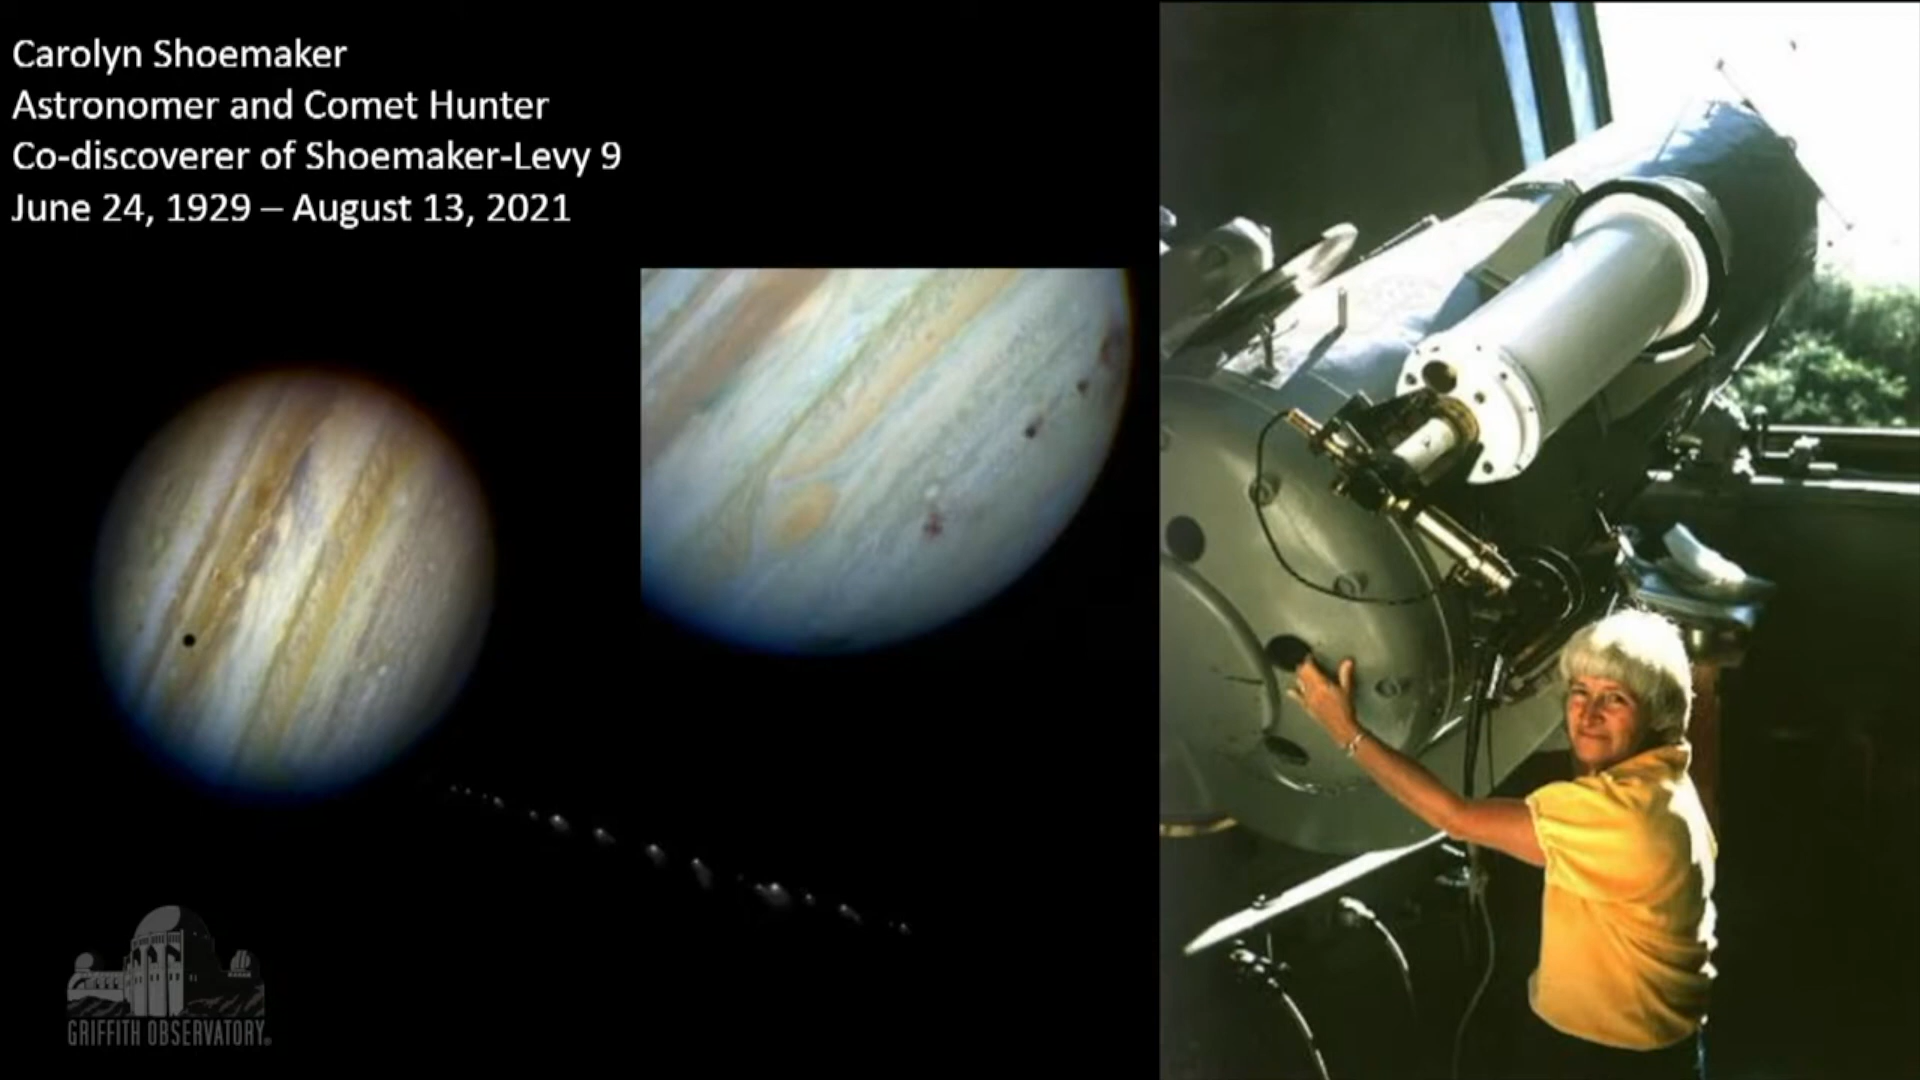 Carolyn Shoemaker
Astronomer and Comet Hunter
Co-discoverer of Shoemaker-Levy 9
June 24, 1929 – August 13, 2021
GRIFFITH OBSERVATORY®